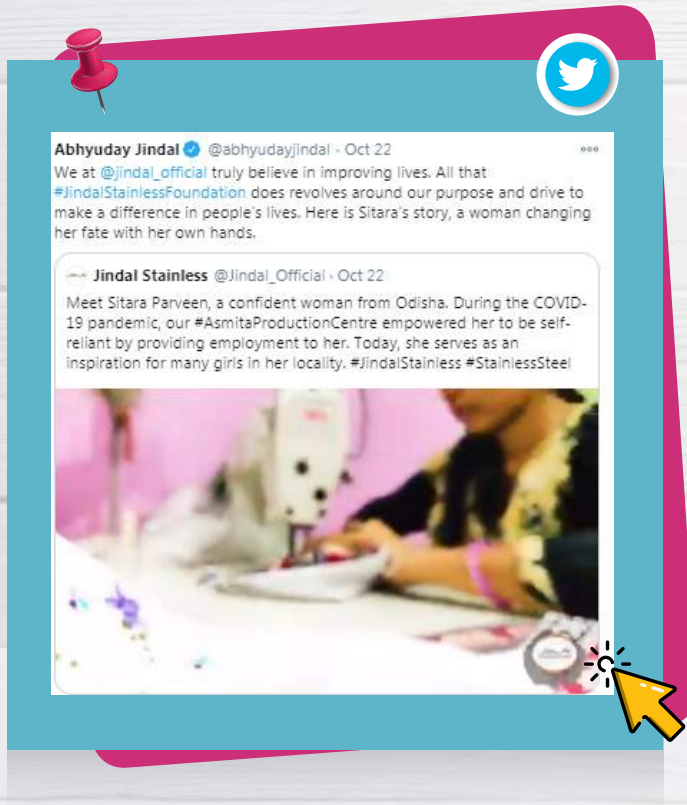 Abhyuday Jindal @abhyudayjindal · Oct 22
We at @jindal_official truly believe in improving lives. All that
#JindalStainlessFoundation does revolves around our purpose and drive to
make a difference in people's lives. Here is Sitara's story, a woman changing
her fate with her own hands.
Jindal Stainless @Jindal_Official · Oct 22
Meet Sitara Parveen, a confident woman from Odisha. During the COVID-
19 pandemic, our #AsmitaProductionCentre empowered her to be self-
reliant by providing employment to her. Today, she serves as an
inspiration for many girls in her locality. #JindalStainless #StainlessSteel